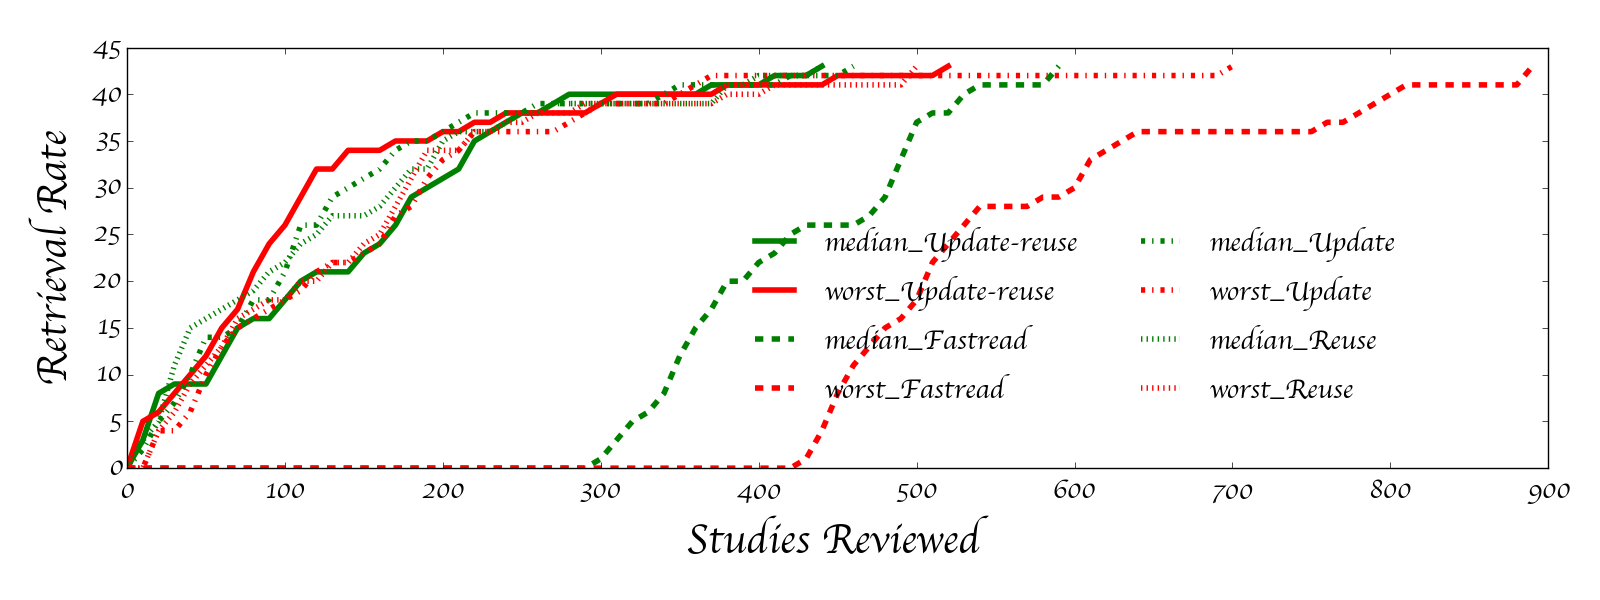 45
40
35
30
25
20
15
10
5
0
Retrieval Rate
0 100 200 300 400 500 600 700 800 900
Studies Reviewed
median_Update-reuse
worst_Update-reuse
median_Fastread
worst_Fastread
median_Update
worst_Update
median_Reuse
worst_Reuse